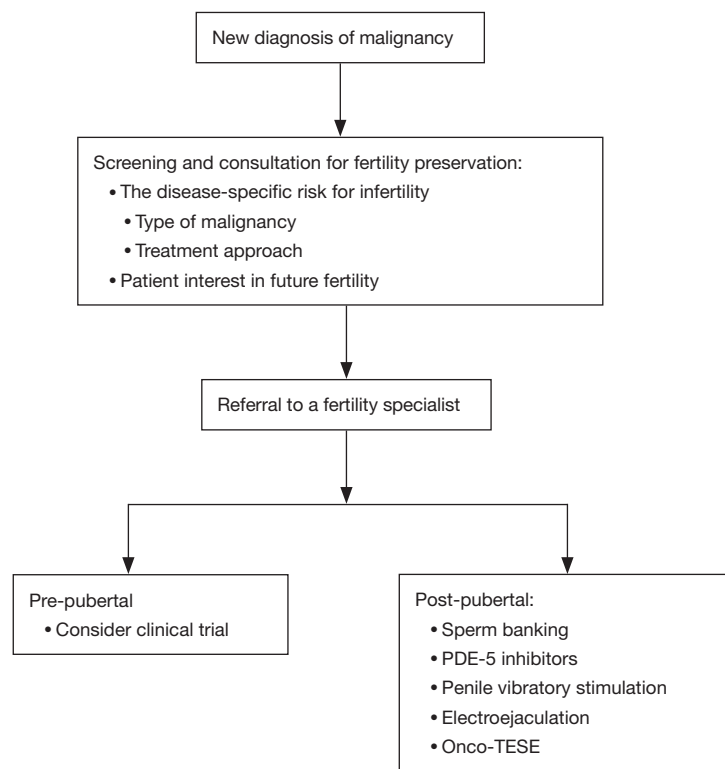 New diagnosis of malignancy
Screening and consultation for fertility preservation:
• The disease-specific risk for infertility
• Type of malignancy
• Treatment approach
• Patient interest in future fertility
Referral to a fertility specialist
Pre-pubertal
• Consider clinical trial
Post-pubertal:
• Sperm banking
• PDE-5 inhibitors
• Penile vibratory stimulation
• Electroejaculation
• Onco-TESE